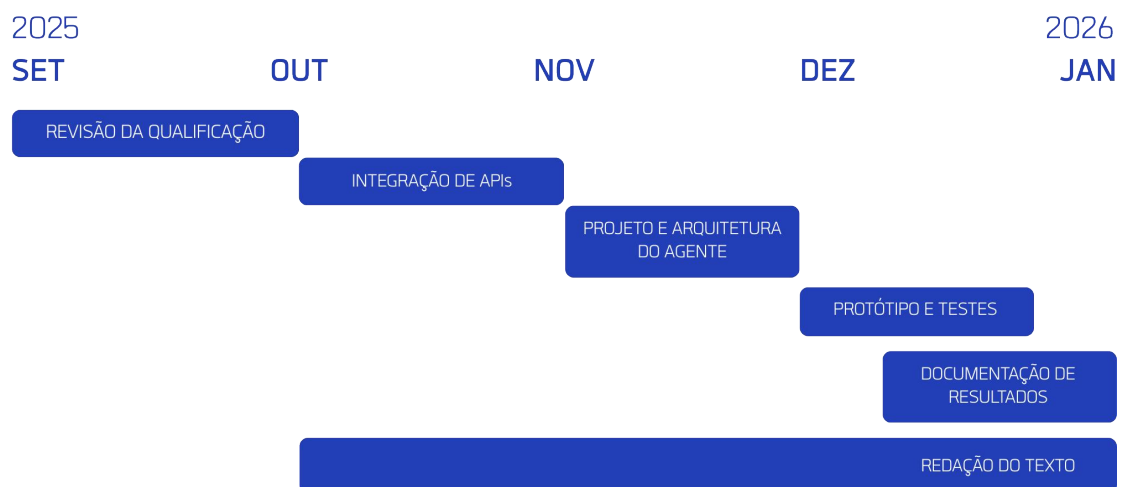 2025 2026
SET OUT NOV DEZ JAN
REVISÃO DA QUALIFICAÇÃO
INTEGRAÇÃO DE APIs
PROJETO E ARQUITETURA
DO AGENTE
PROTÓTIPO E TESTES
DOCUMENTAÇÃO DE
RESULTADOS
REDAÇÃO DO TEXTO